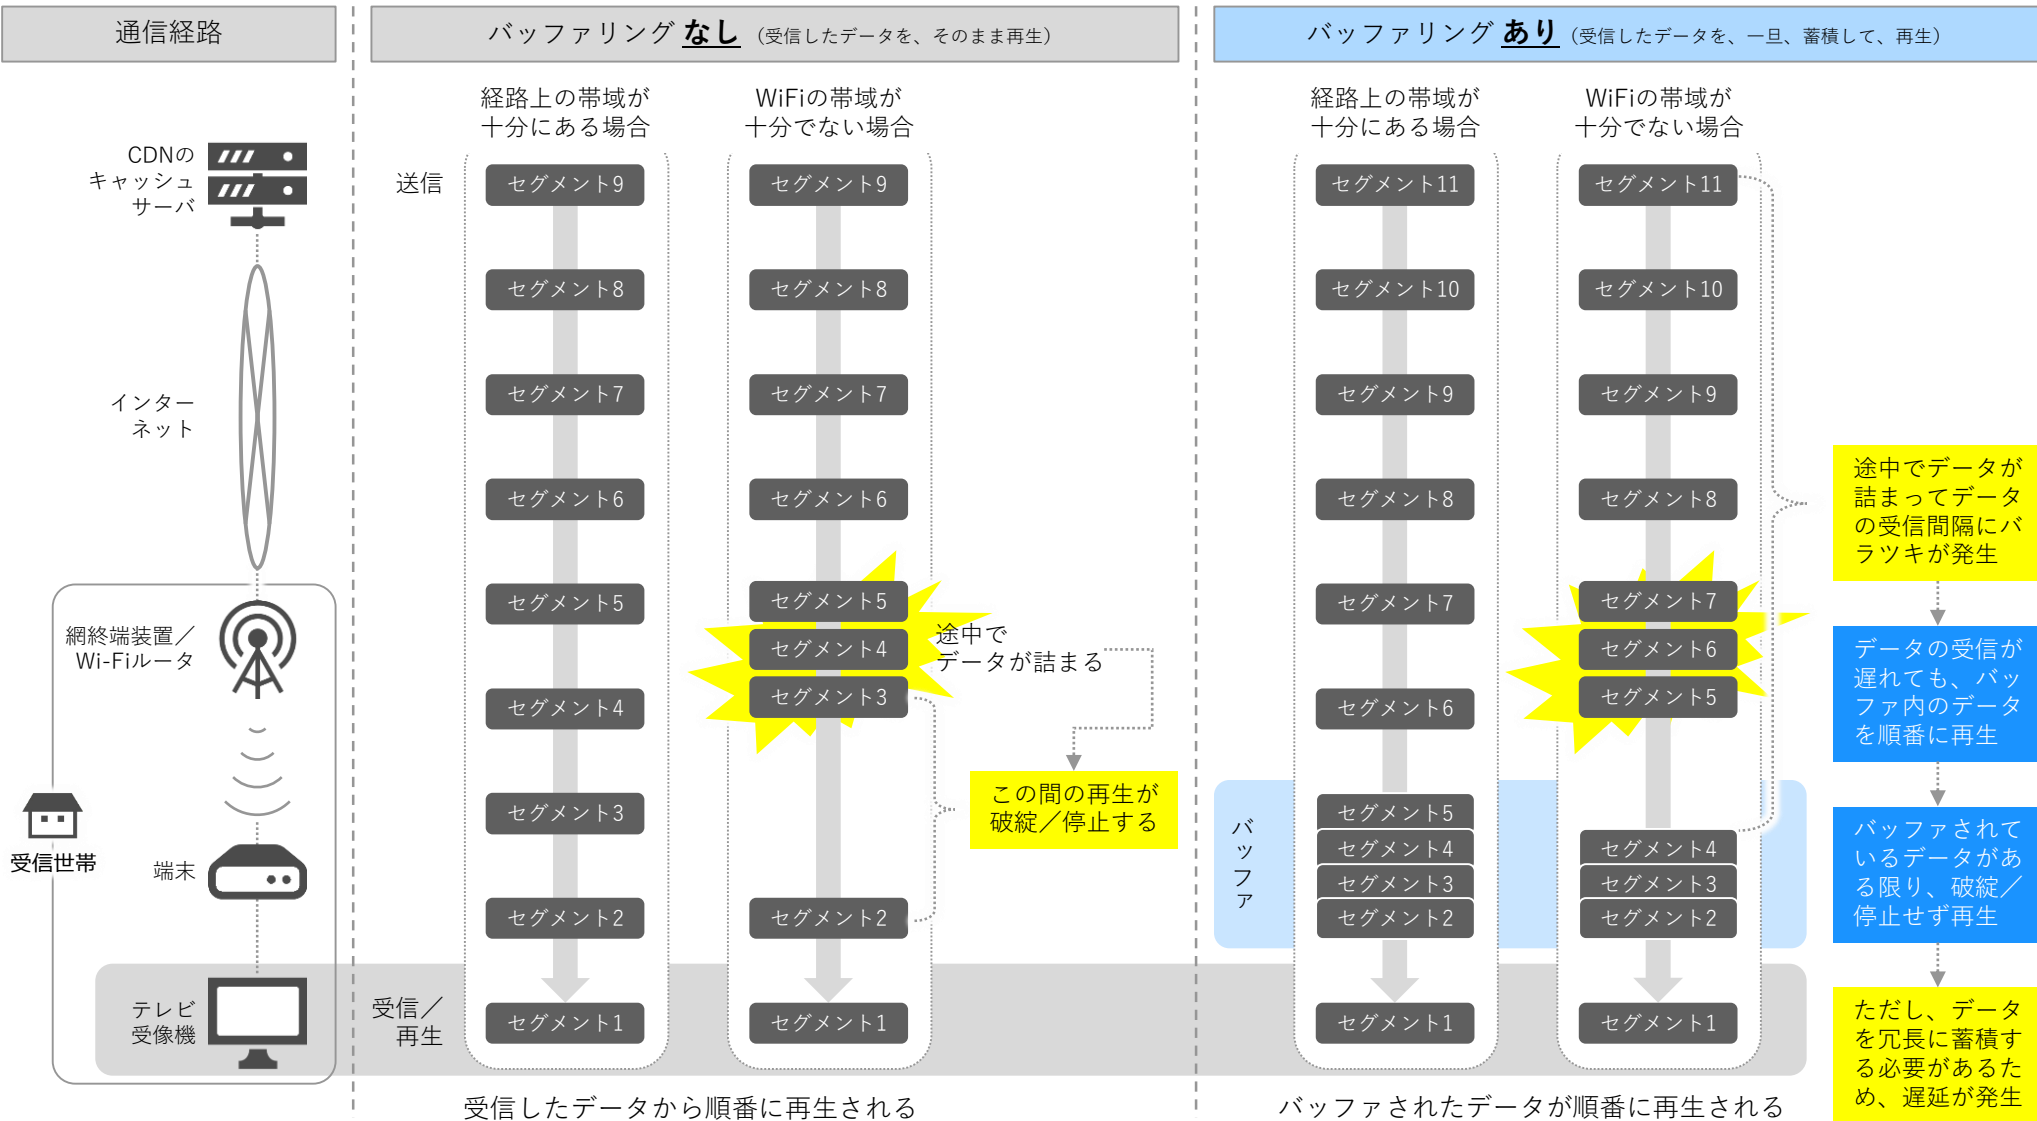 通信経路
バッファリング なし（受信したデータを、そのまま再生）
バッファリング あり（受信したデータを、一旦、蓄積して、再生）
CDNの
キャッシュ
サーバ
インター
ネット
網終端装置／
Wi-Fiルータ
受信世帯
端末
テレビ
受像機
送信
受信／
再生
経路上の帯域が
十分にある場合
セグメント9
セグメント8
セグメント7
セグメント6
セグメント5
セグメント4
セグメント3
セグメント2
セグメント1
WiFiの帯域が
十分でない場合
セグメント9
セグメント8
セグメント7
セグメント6
セグメント5
セグメント4
セグメント3
セグメント2
セグメント1
途中で
データが詰まる
この間の再生が
破綻／停止する
受信したデータから順番に再生される
経路上の帯域が
十分にある場合
セグメント11
セグメント10
セグメント9
セグメント8
セグメント7
セグメント6
バッファ
セグメント5
セグメント4
セグメント3
セグメント2
セグメント1
WiFiの帯域が
十分でない場合
セグメント11
セグメント10
セグメント9
セグメント8
セグメント7
セグメント6
セグメント5
セグメント4
セグメント3
セグメント2
セグメント1
途中でデータが
詰まってデータ
の受信間隔にバ
ラツキが発生
データの受信が
遅れても、バッ
ファ内のデータ
を順番に再生
バッファされて
いるデータがあ
る限り、破綻／
停止せず再生
ただし、データ
を冗長に蓄積す
る必要があるた
め、遅延が発生
バッファされたデータが順番に再生される